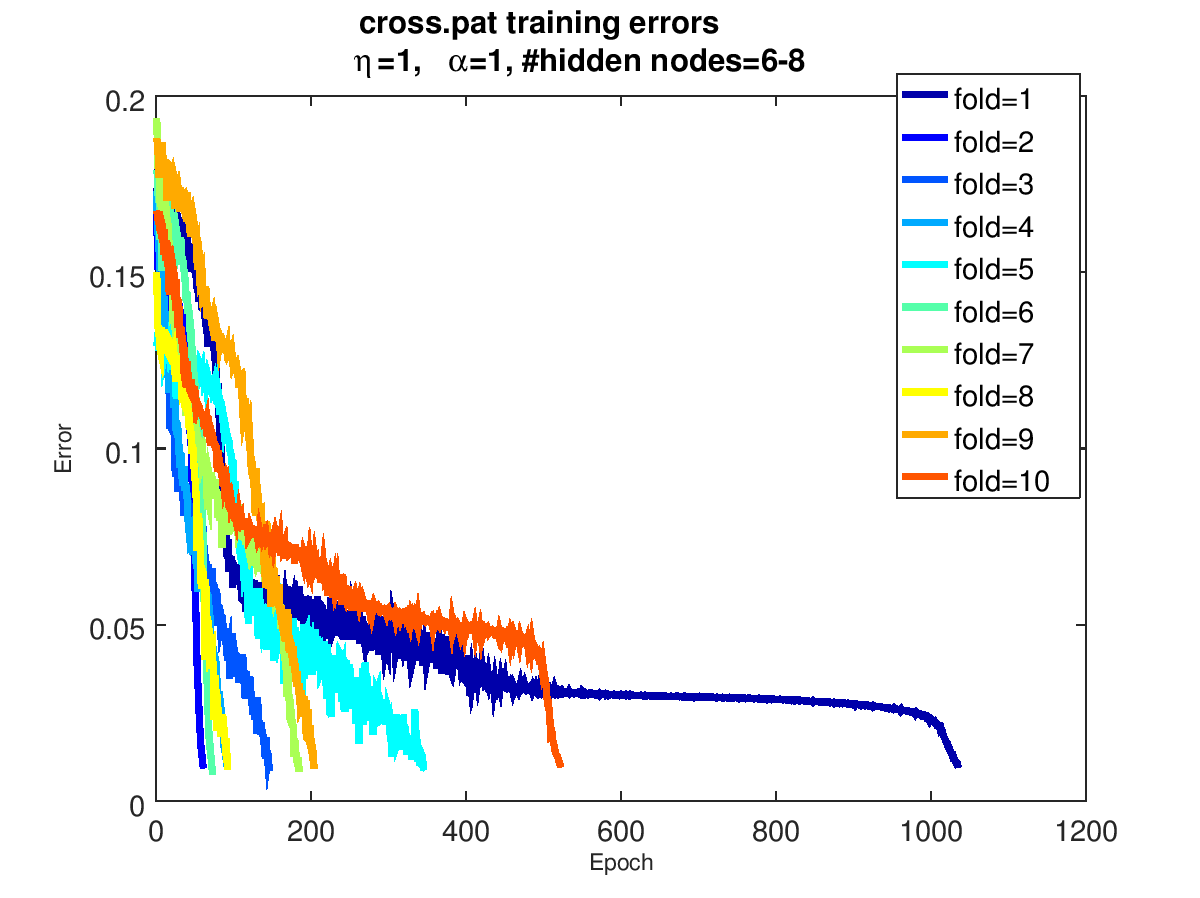 cross.pat training errors
η=1, α=1, #hidden nodes=6-8
fold=1
fold=2
fold=3
fold=4
fold=5
fold=6
fold=7
fold=8
fold=9
fold=10
0.2
0.15
0.1
0.05
0
Error
0 200 400 600 800 1000 1200
Epoch